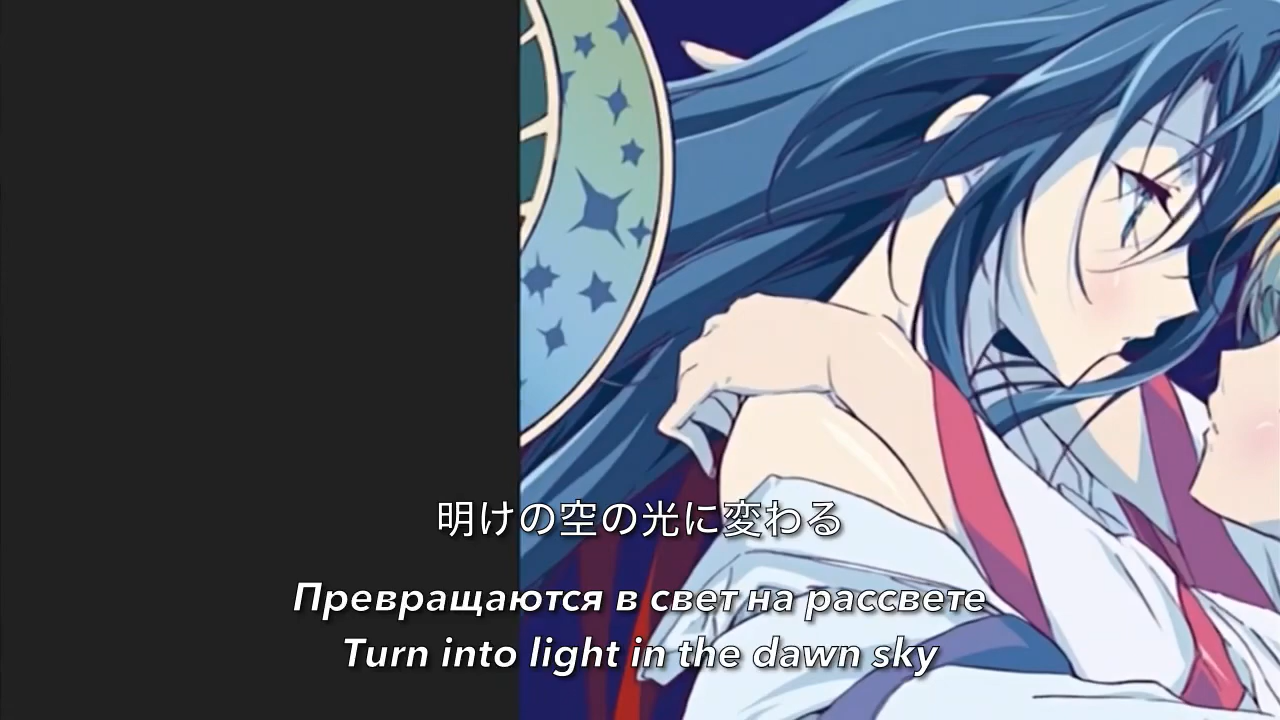 明けの空の光に変わる
Превращаются в свет на рассвете
Turn into light in the dawn sky